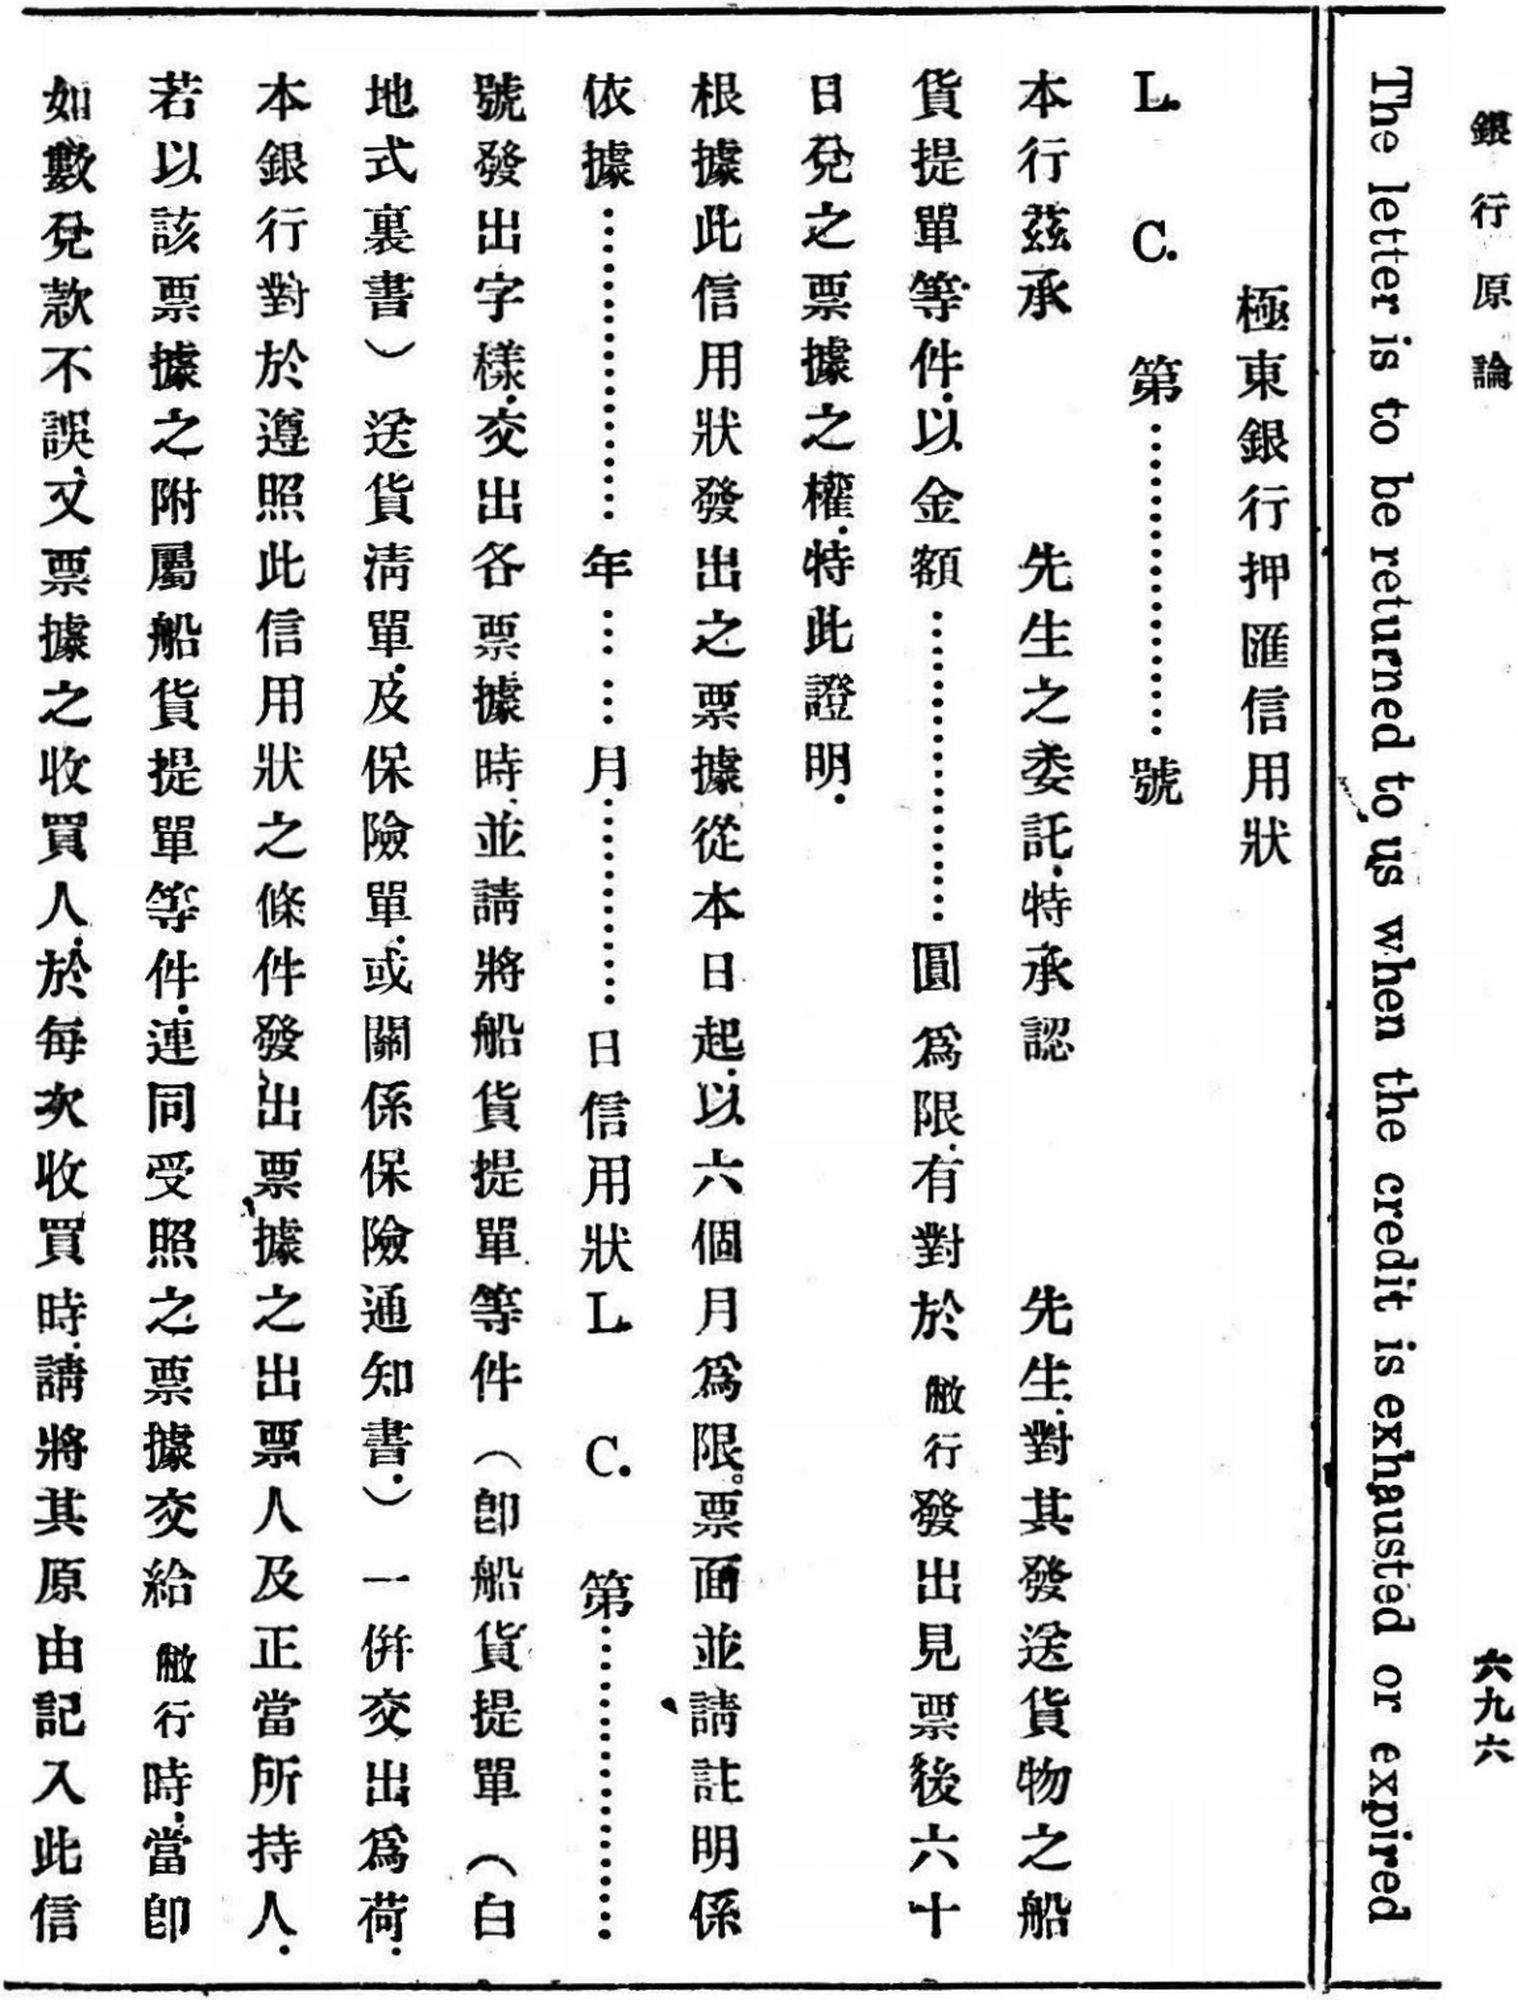 銀行原論
六九六
The letter is to be returned to us when the credit is exhausted or expired
極東銀行押匯信用狀
L. C. 第……………號
本行茲承 先生之委託.特承認 先生.對其發送貨物之船
貨提單等件.以金額……………圓爲限.有對於敝行發出見票後六十
日兌之票據之權.特此證明.
根據此信用狀發出之票據從本日起.以六個月爲限。票面並請註明係
依據……………年……月………日信用狀L. C. 第……………
號發出字樣.交出各票據時.並請將船貨提單等件（卽船貨提單（白
地式裏書）送貨淸單.及保險單.或關係保險通知書.）一倂交出爲荷.
本銀行對於遵照此信用狀之條件發出票據之出票人及正當所持人.
若以該票據之附屬船貨提單等件.連同受照之票據交給敝行時.當卽
如數兌款不誤.又票據之收買人.於每次收買時.請將其原由記入此信